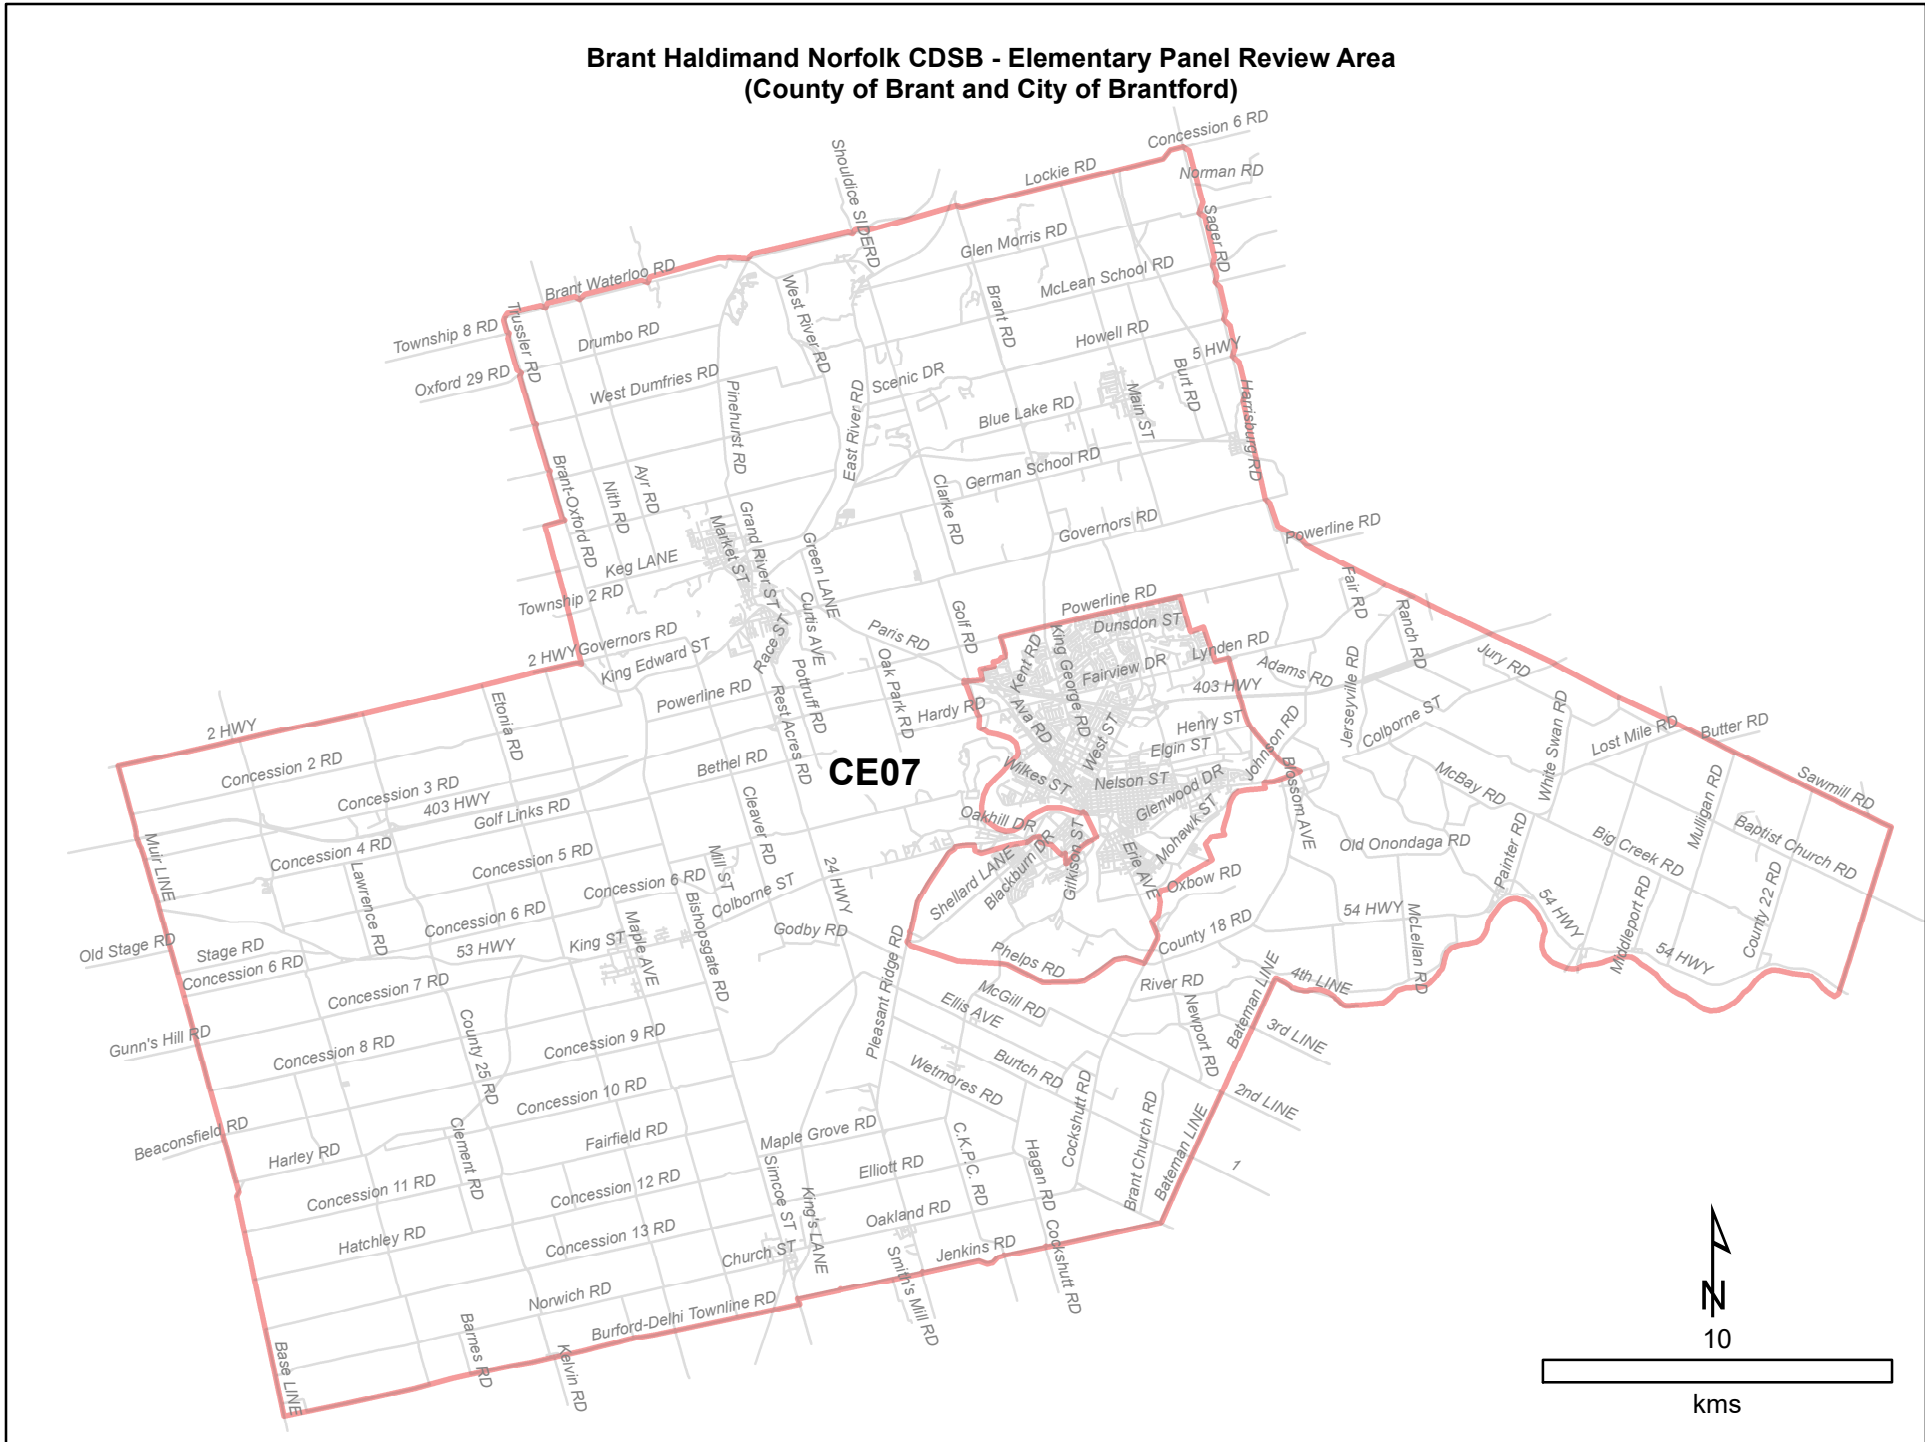 Brant Haldimand Norfolk CDSB - Elementary Panel Review Area
(County of Brant and City of Brantford)
Concession 6 RD
Norman RD
Lockie RD
Shouldice SIDERD
Sager RD
Glen Morris RD
McLean School RD
Brant Waterloo RD
West River RD
Brant RD
Township 8 RD
Trussler RD
Drumbo RD
Howell RD
5 HWY
Oxford 29 RD
West Dumfries RD
Scenic DR
Burt RD
Pinehurst RD
East River RD
Blue Lake RD
Main ST
Harrisburg RD
Brant-Oxford RD
Ayr RD
Nith RD
German School RD
Clarke RD
Market ST
Grand River ST
Green LANE
Governors RD
Powerline RD
Keg LANE
Township 2 RD
Curtis AVE
Race ST
Golf RD
Powerline RD
Fair RD
Ranch RD
Paris RD
Dunsdon ST
2 HWY
Governors RD
King Edward ST
Kent RD
King George RD
Fairview DR
Lynden RD
Adams RD
Jerseyville RD
Jury RD
Pottruff RD
Oak Park RD
Powerline RD
Rest Acres RD
403 HWY
Hardy RD
Ava RD
West ST
Henry ST
Colborne ST
White Swan RD
Lost Mile RD
Butter RD
2 HWY
Etonia RD
Elgin ST
Johnson RD
Bethel RD
CE07
Wilkes ST
Nelson ST
Glenwood DR
Blossom AVE
McBay RD
Sawmill RD
Concession 2 RD
Concession 3 RD
403 HWY
Golf Links RD
Cleaver RD
Oakhill DR
Mohawk ST
Mulligan RD
Baptist Church RD
Muir LINE
Concession 4 RD
Concession 5 RD
Mill ST
Shellard LANE
Blackburn DR
Gilkison ST
Erie AVE
Old Onondaga RD
Painter RD
Big Creek RD
Lawrence RD
Concession 6 RD
Colborne ST
24 HWY
Oxbow RD
54 HWY
54 HWY
County 22 RD
Old Stage RD
Stage RD
Concession 6 RD
53 HWY
King ST
Maple AVE
Bishopsgate RD
Godby RD
Pleasant Ridge RD
Phelps RD
County 18 RD
McLellan RD
Middleport RD
54 HWY
Concession 6 RD
Concession 7 RD
McGill RD
River RD
Bateman LINE
4th LINE
Gunn's Hill RD
County 25 RD
Concession 8 RD
Concession 9 RD
Ellis AVE
Newport RD
3rd LINE
Burtch RD
Wetmores RD
Cockshutt RD
Concession 10 RD
2nd LINE
Beaconsfield RD
Harley RD
Clement RD
Fairfield RD
Maple Grove RD
C.K.P.C. RD
Hagan RD
Brant Church RD
Bateman LINE
1
Concession 11 RD
Concession 12 RD
Simcoe ST
King's LANE
Elliott RD
Oakland RD
Hatchley RD
Concession 13 RD
Church ST
Jenkins RD
Cockshutt RD
Smith's Mill RD
Norwich RD
Burford-Delhi Townline RD
Base LINE
Barnes RD
Kelvin RD
N
10
kms